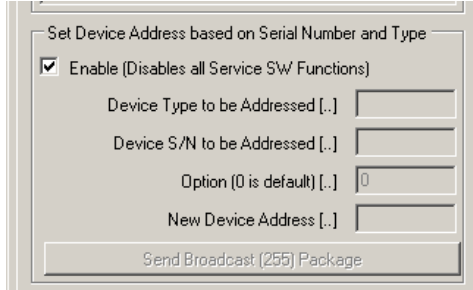 Set Device Address based on Serial Number and Type
Enable (Disables all Service SW Functions)
Device Type to be Addressed [..]
Device S/N to be Addressed [..]
Option (0 is default) [..] 0
New Device Address [..]
Send Broadcast (255) Package